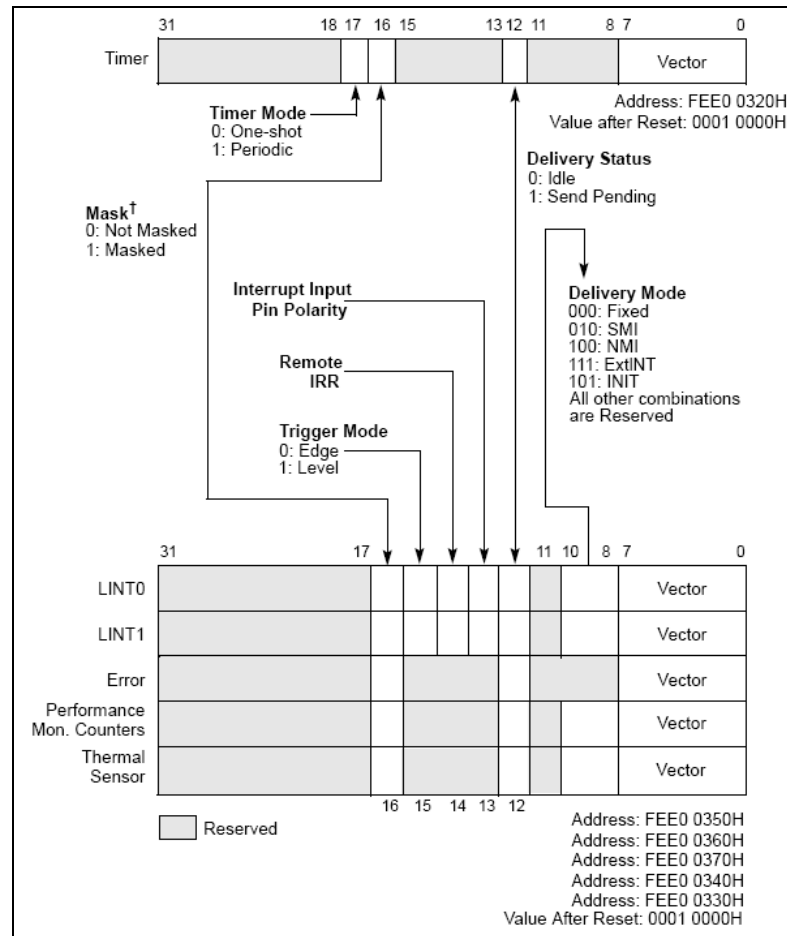 31 18 17 16 15 13 12 11 8 7 0
Timer Vector
Address: FEE0 0320H
Value after Reset: 0001 0000H
Timer Mode
0: One-shot
1: Periodic
Delivery Status
0: Idle
1: Send Pending
Mask†
0: Not Masked
1: Masked
Interrupt Input
Pin Polarity
Delivery Mode
000: Fixed
010: SMI
100: NMI
111: ExtlNT
101: INIT
All other combinations
are Reserved
Remote
IRR
Trigger Mode
0: Edge
1: Level
31 17 11 10 8 7 0
LINT0 Vector
LINT1 Vector
Error Vector
Performance
Mon. Counters Vector
Thermal
Sensor Vector
16 15 14 13 12
Reserved
Address: FEE0 0350H
Address: FEE0 0360H
Address: FEE0 0370H
Address: FEE0 0340H
Address: FEE0 0330H
Value After Reset: 0001 0000H